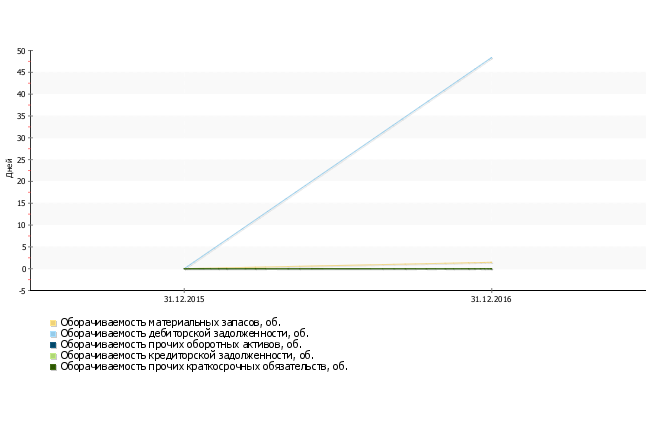 50
45
40
35
30
25
20
15
10
5
0
-5
Дней
31.12.2015
31.12.2016
Оборачиваемость материальных запасов, об.
Оборачиваемость дебиторской задолженности, об.
Оборачиваемость прочих оборотных активов, об.
Оборачиваемость кредиторской задолженности, об.
Оборачиваемость прочих краткосрочных обязательств, об.